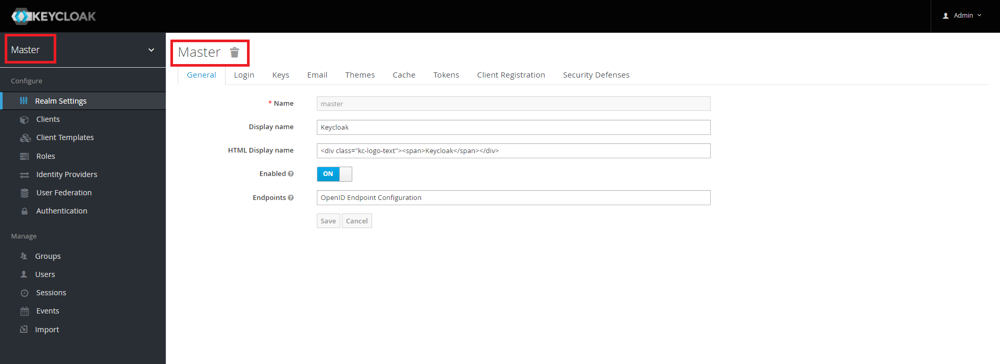 KEYCLOAK
Admin
Master
Configure
Realm Settings
Clients
Client Templates
Roles
Identity Providers
User Federation
Authentication
Manage
Groups
Users
Sessions
Events
Import
Master
General Login Keys Email Themes Cache Tokens Client Registration Security Defenses
* Name master
Display name Keycloak
HTML Display name <div class="kc-logo-text"><span>Keycloak</span></div>
Enabled ? ON
Endpoints ? OpenID Endpoint Configuration
Save Cancel